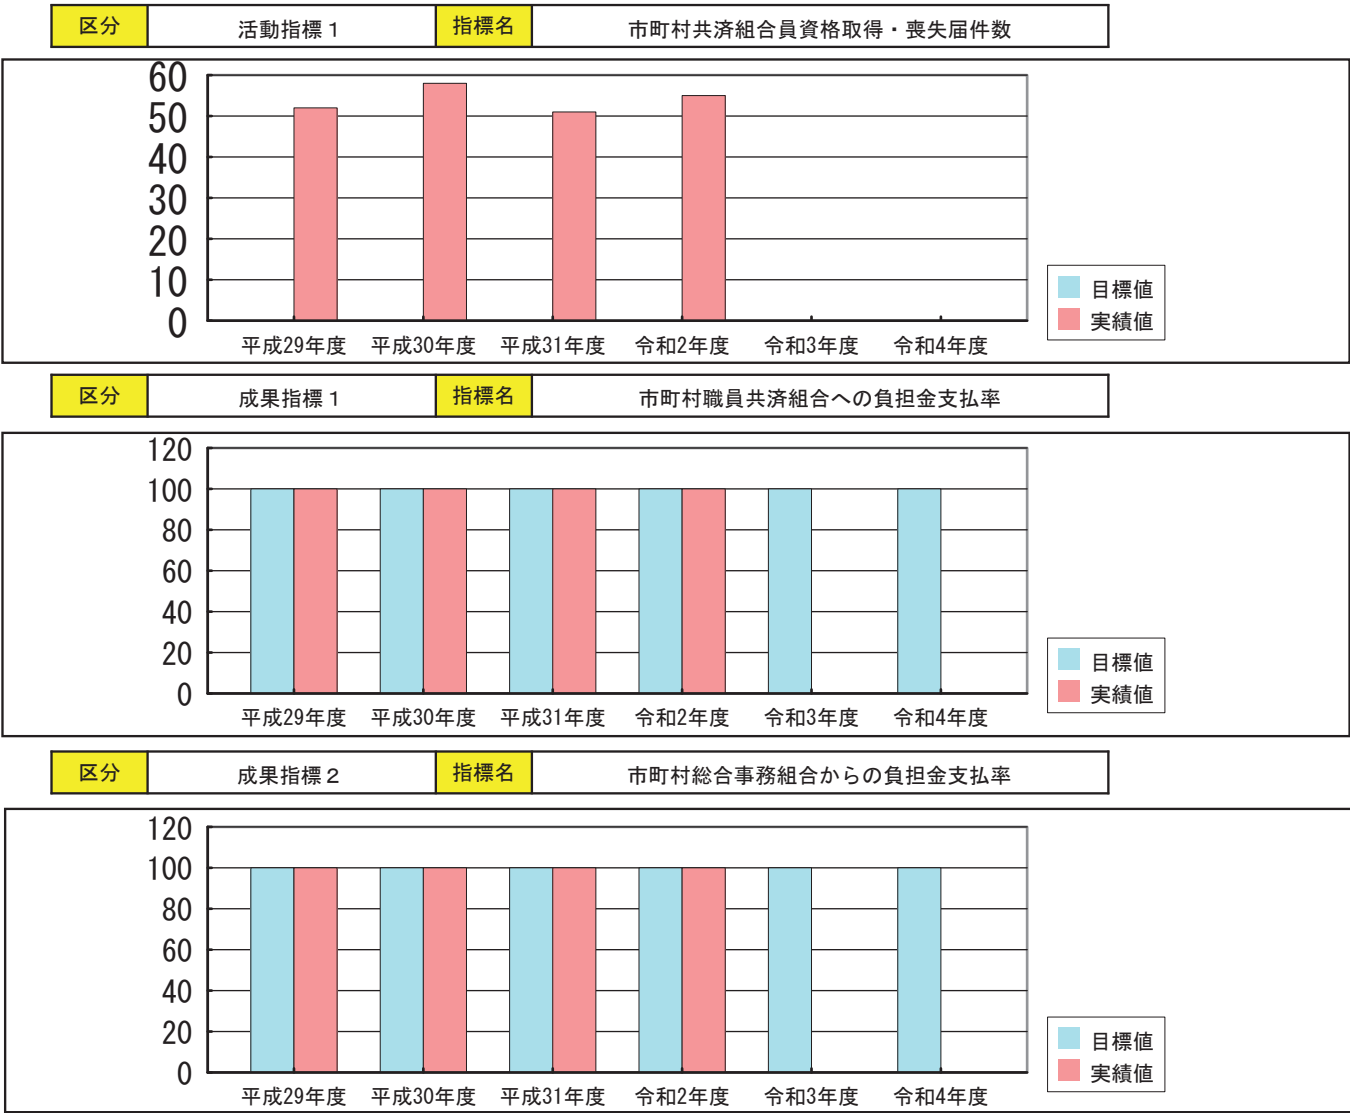 区分 活動指標１ 指標名 市町村共済組合員資格取得・喪失届件数
60
50
40
30
20
10
0
平成29年度 平成30年度 平成31年度 令和2年度 令和3年度 令和4年度
目標値
実績値
区分 成果指標１ 指標名 市町村職員共済組合への負担金支払率
120
100
80
60
40
20
0
平成29年度 平成30年度 平成31年度 令和2年度 令和3年度 令和4年度
目標値
実績値
区分 成果指標２ 指標名 市町村総合事務組合からの負担金支払率
120
100
80
60
40
20
0
平成29年度 平成30年度 平成31年度 令和2年度 令和3年度 令和4年度
目標値
実績値